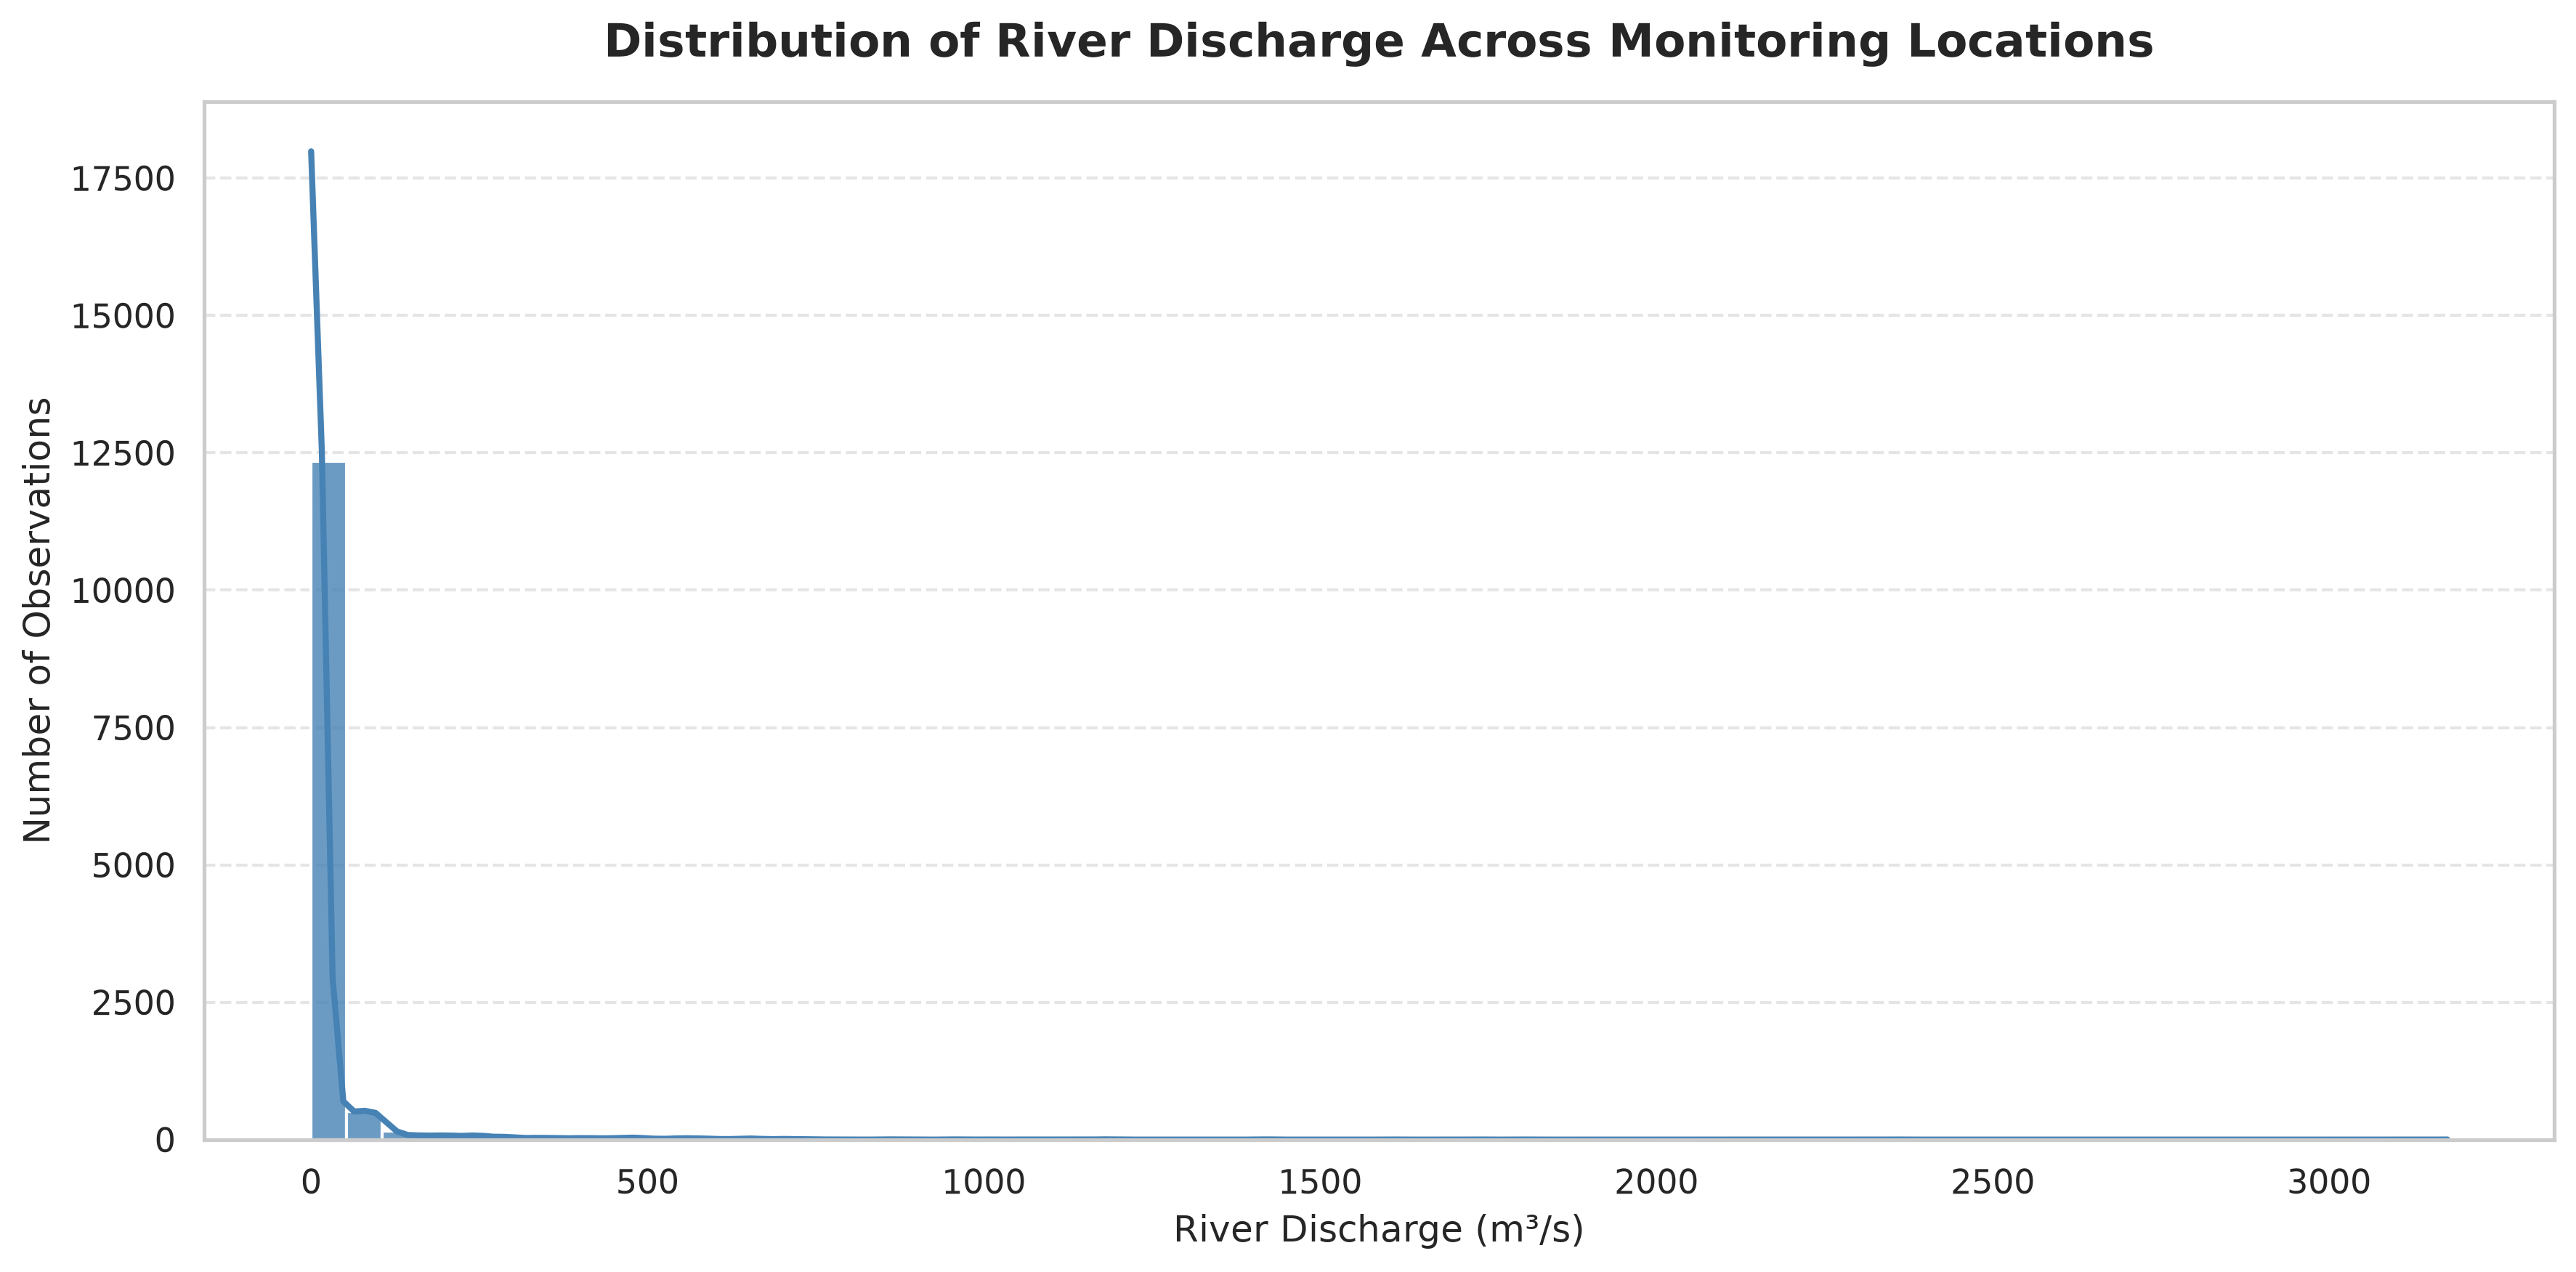 Distribution of River Discharge Across Monitoring Locations
17500
15000
12500
10000
7500
5000
2500
0
Number of Observations
0 500 1000 1500 2000 2500 3000
River Discharge (m³/s)